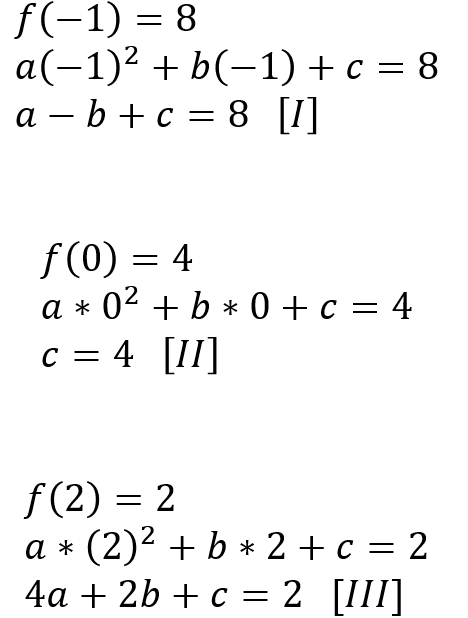 f(−1) = 8
a(−1)² + b(−1) + c = 8
a − b + c = 8 [I]
f(0) = 4
a ∗ 0² + b ∗ 0 + c = 4
c = 4 [II]
f(2) = 2
a ∗ (2)² + b ∗ 2 + c = 2
4a + 2b + c = 2 [III]